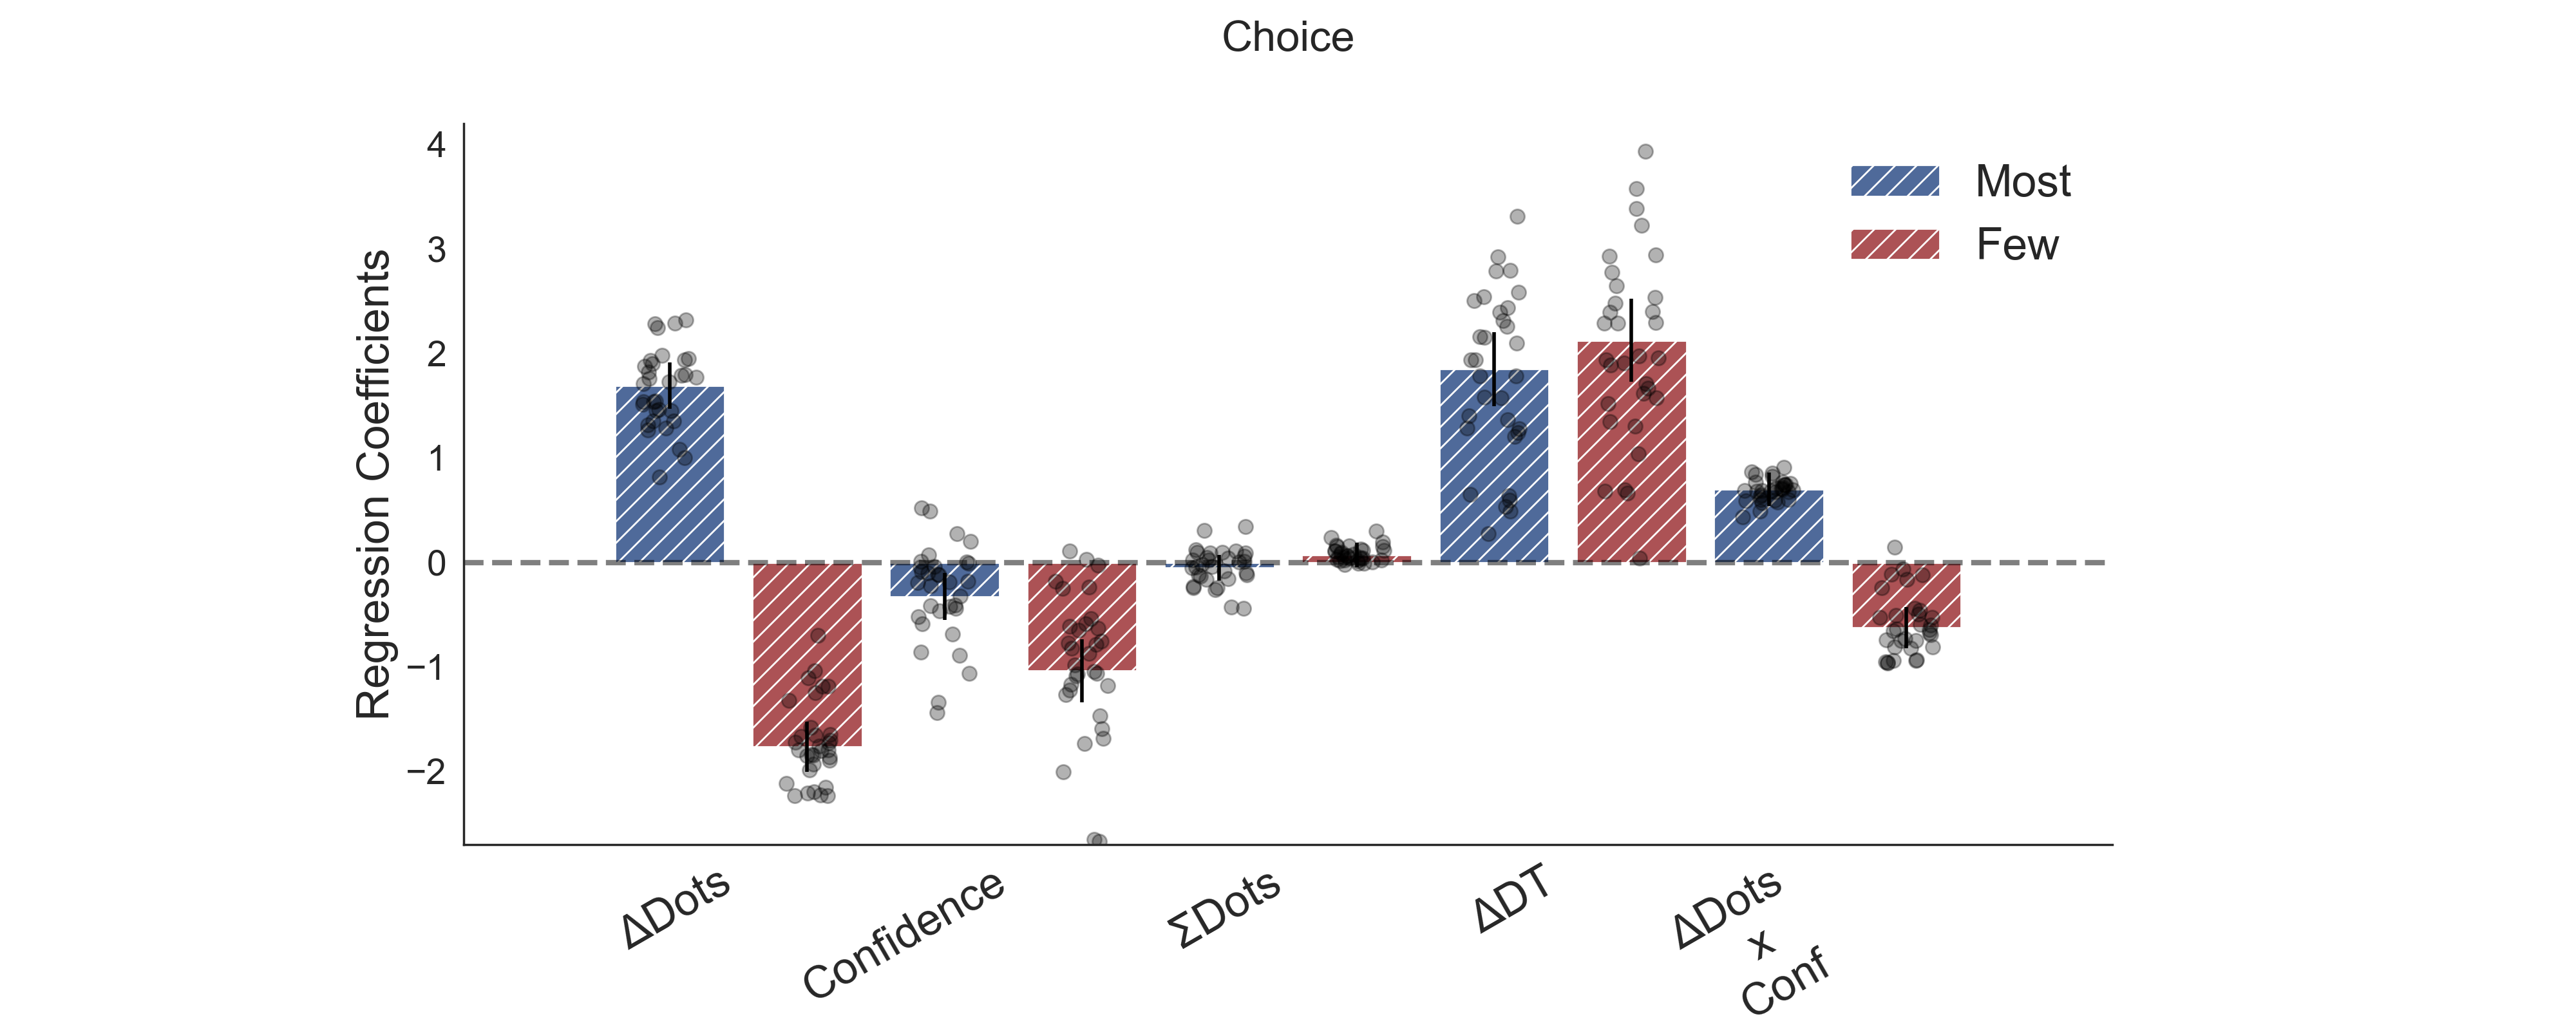 Choice
Regression Coefficients
4
3
2
1
0
−1
−2
Most
Few
ΔDots
Confidence
ΣDots
ΔDT
ΔDots
x
Conf